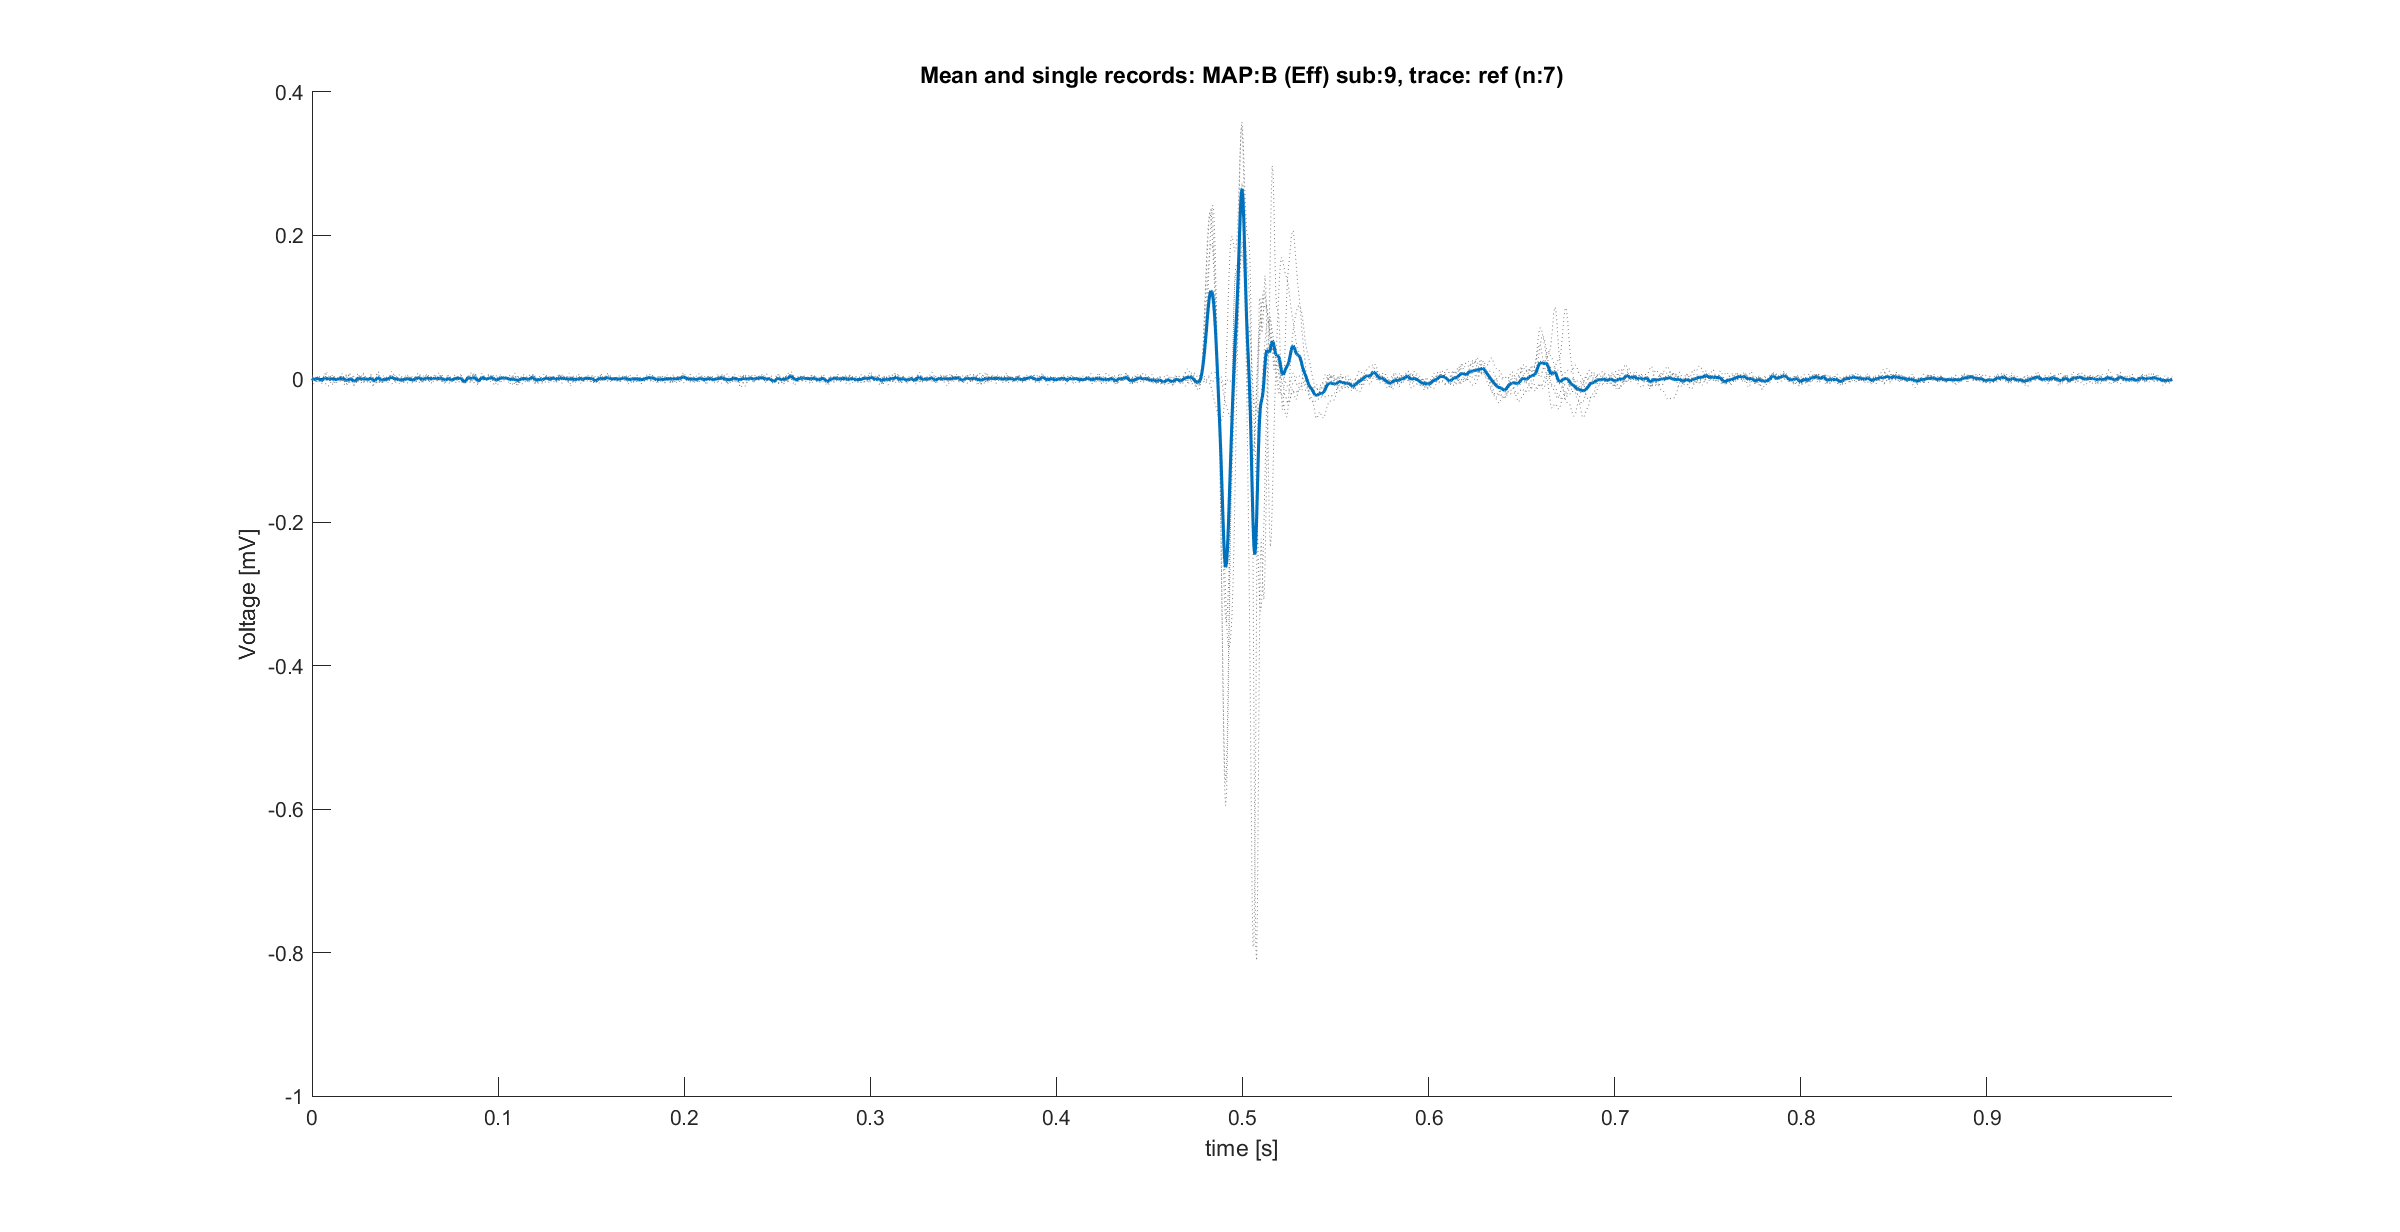 Mean and single records: MAP:B (Eff) sub:9, trace: ref (n:7)
0.4
0.2
0
-0.2
-0.4
-0.6
-0.8
-1
Voltage [mV]
0 0.1 0.2 0.3 0.4 0.5 0.6 0.7 0.8 0.9
time [s]